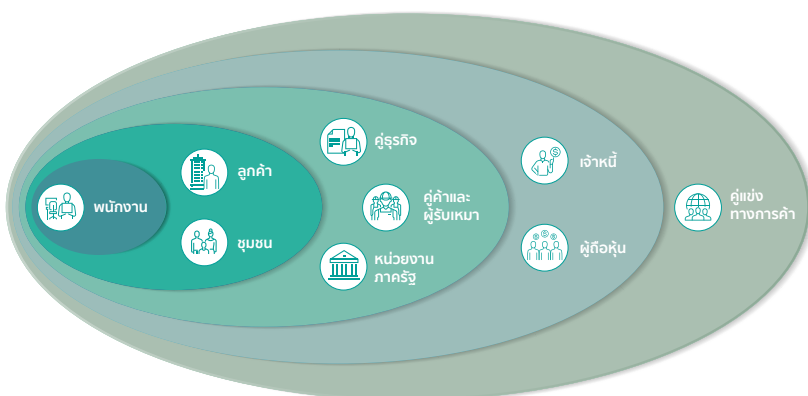 พนักงาน
ลูกค้า
ชุมชน
คู่ธุรกิจ
คู่ค้าและ
ผู้รับเหมา
หน่วยงาน
ภาครัฐ
เจ้าหนี้
ผู้ถือหุ้น
คู่แข่ง
ทางการค้า